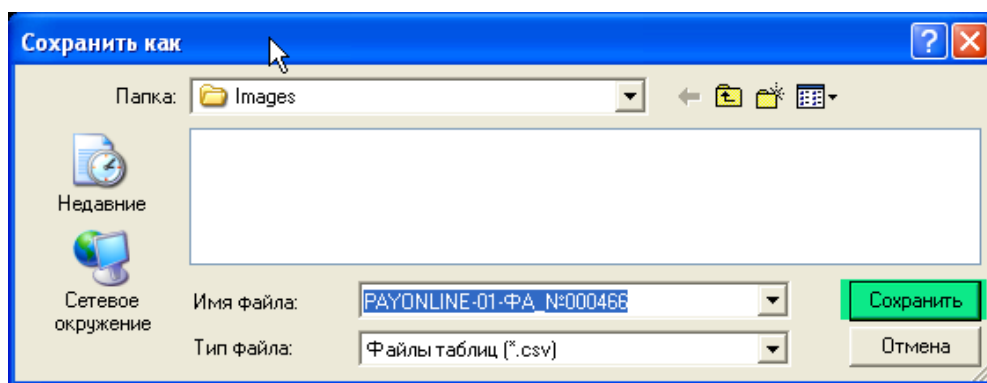 Сохранить как
Папка: Images
Недавние
Сетевое окружение
Имя файла: PAYONLINE-01-ФА_№000466
Сохранить
Тип файла: Файлы таблиц (*.csv)
Отмена